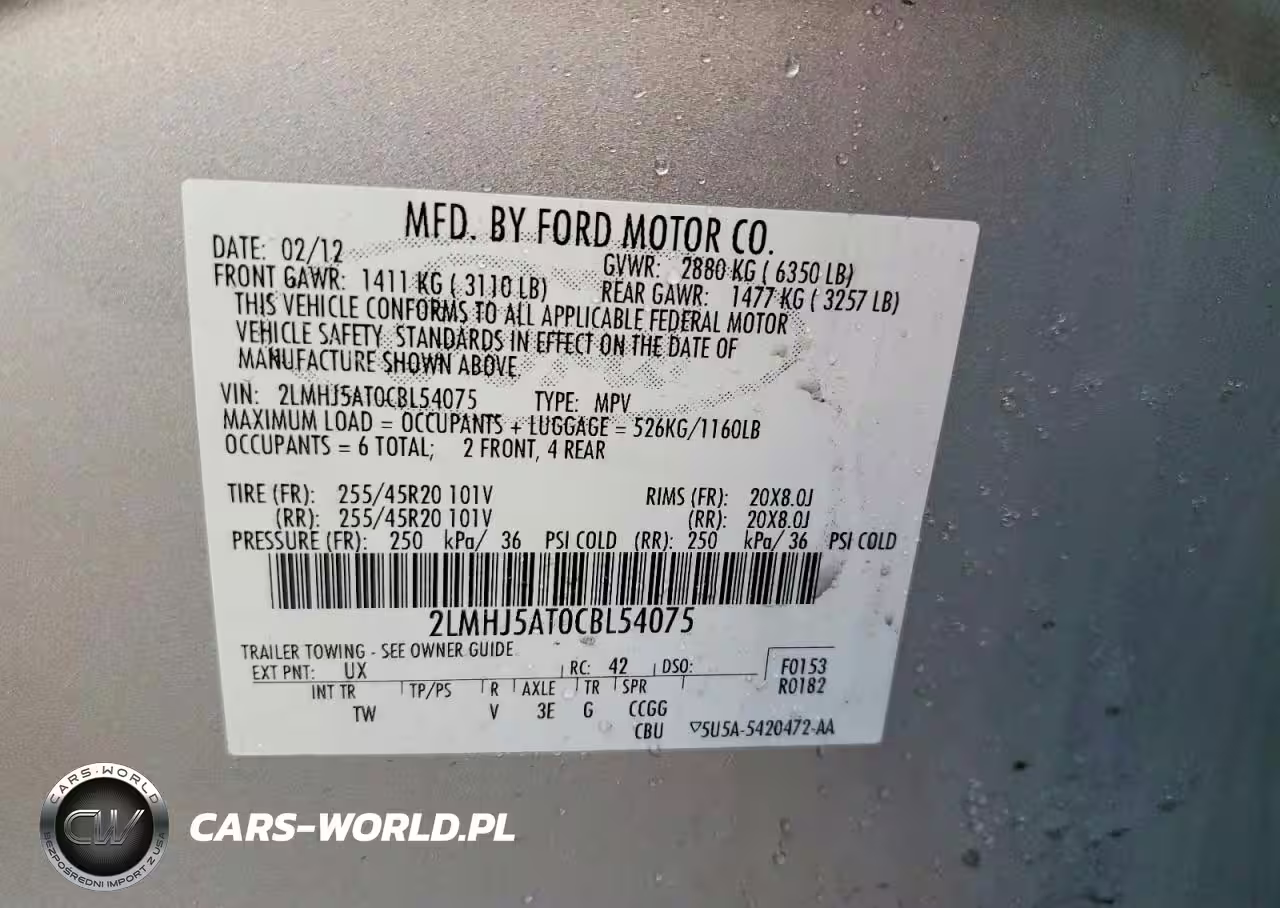 MFD. BY FORD MOTOR CO.
DATE: 02/12 GVWR: 2880 KG ( 6350 LB)
FRONT GAWR: 1411 KG ( 3110 LB) REAR GAWR: 1477 KG ( 3257 LB)
THIS VEHICLE CONFORMS TO ALL APPLICABLE FEDERAL MOTOR
VEHICLE SAFETY STANDARDS IN EFFECT ON THE DATE OF
MANUFACTURE SHOWN ABOVE.
VIN: 2LMHJ5AT0CBL54075 TYPE: MPV
MAXIMUM LOAD = OCCUPANTS + LUGGAGE = 526KG/1160LB
OCCUPANTS = 6 TOTAL; 2 FRONT, 4 REAR
TIRE (FR): 255/45R20 101V RIMS (FR): 20X8.0J
(RR): 255/45R20 101V (RR): 20X8.0J
PRESSURE (FR): 250 kPa/ 36 PSI COLD (RR): 250 kPa/ 36 PSI COLD
2LMHJ5AT0CBL54075
TRAILER TOWING - SEE OWNER GUIDE
EXT PNT: UX RC: 42 DSO: F0153
INT TR TP/PS R AXLE TR SPR R0182
TW V 3E G CCGG
CBU ▽5U5A-5420472-AA
CARS-WORLD
CW
BEZPOŚREDNI IMPORT Z USA
CARS-WORLD.PL